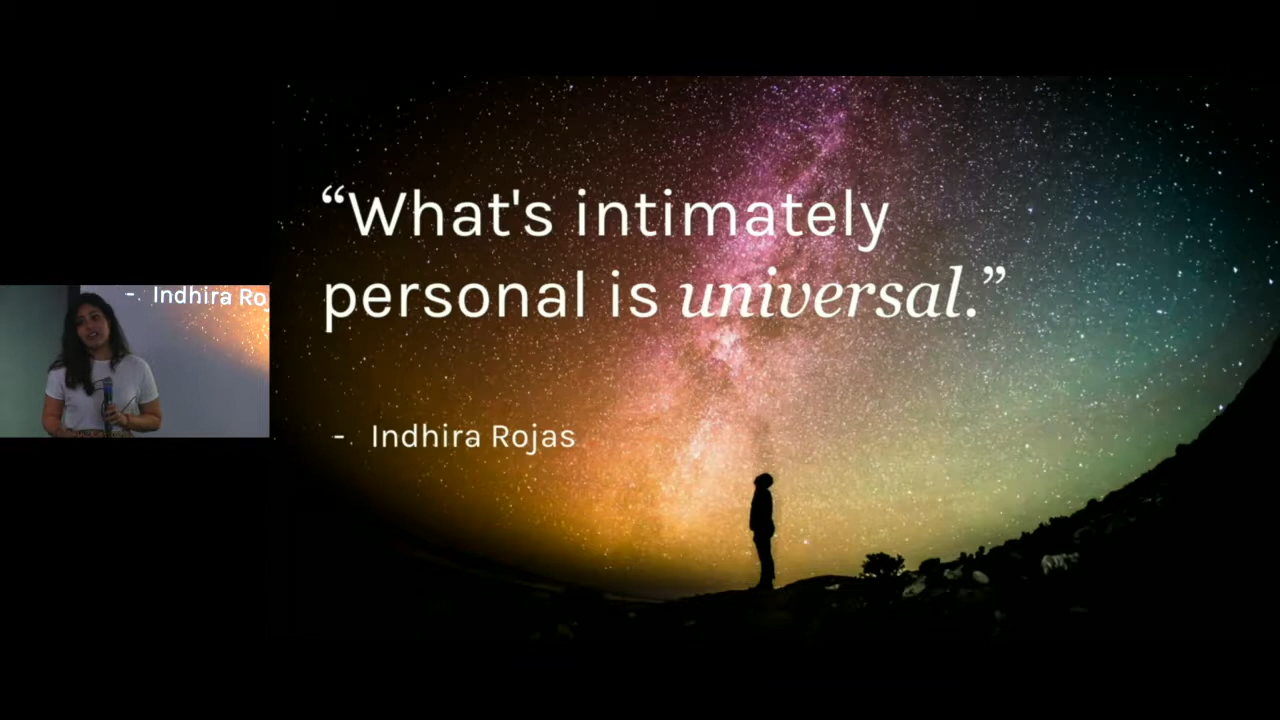 “What's intimately
personal is universal.”
- Indhira Rojas
- Indhira Ro